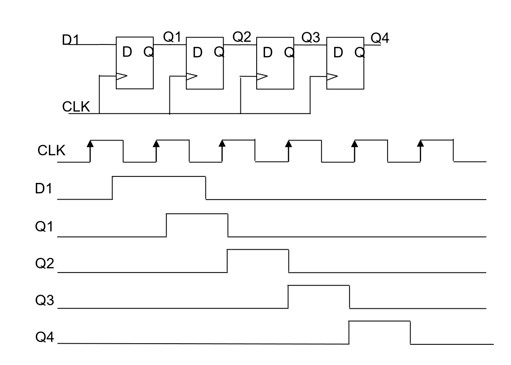 D1 Q1 Q2 Q3 Q4
D Q D Q D Q D Q
CLK
CLK
D1
Q1
Q2
Q3
Q4